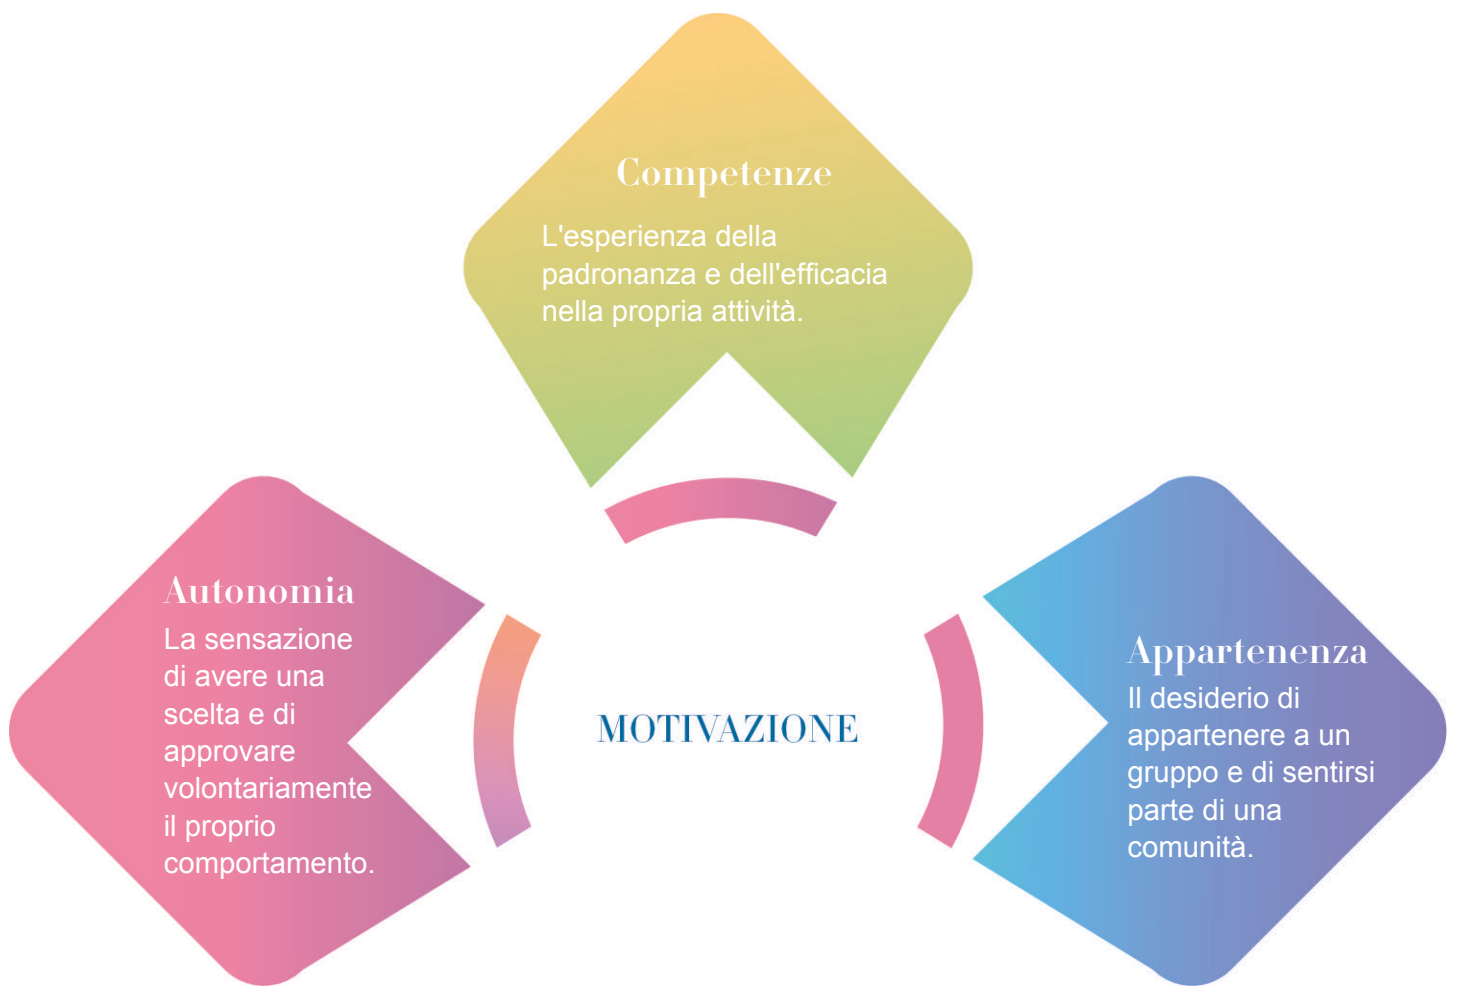 Competenze
L'esperienza della
padronanza e dell'efficacia
nella propria attività.
Autonomia
La sensazione
di avere una
scelta e di
approvare
volontariamente
il proprio
comportamento.
MOTIVAZIONE
Appartenenza
Il desiderio di
appartenere a un
gruppo e di sentirsi
parte di una
comunità.